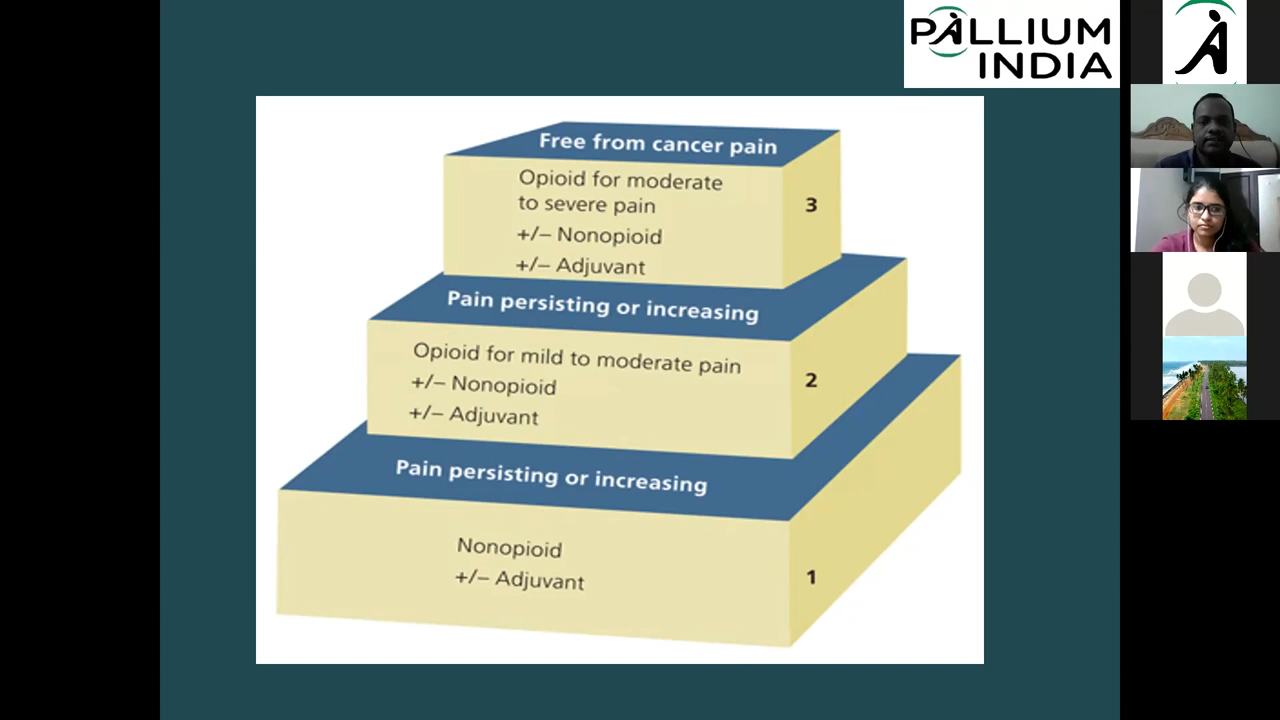 PALLIUM
INDIA
Free from cancer pain
Opioid for moderate
to severe pain
+/– Nonopioid
+/– Adjuvant
3
Pain persisting or increasing
Opioid for mild to moderate pain
+/– Nonopioid
+/– Adjuvant
2
Pain persisting or increasing
Nonopioid
+/– Adjuvant
1